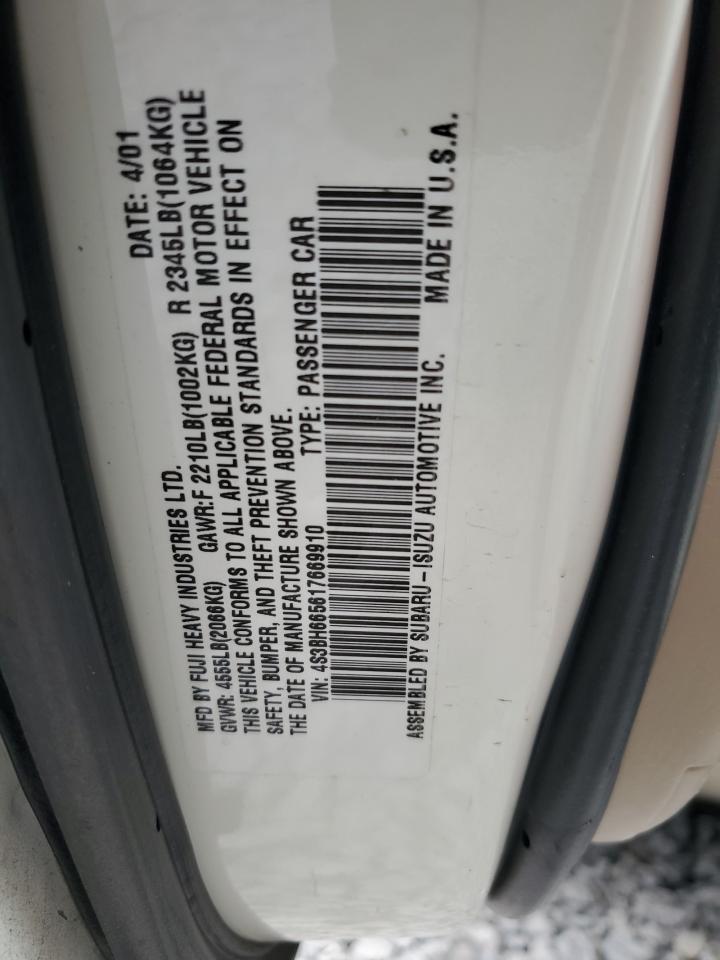 MFD BY FUJI HEAVY INDUSTRIES LTD. DATE: 4/01
GVWR: 4555LB(2066KG) GAWR:F 2210LB(1002KG) R 2345LB(1064KG)
THIS VEHICLE CONFORMS TO ALL APPLICABLE FEDERAL MOTOR VEHICLE
SAFETY, BUMPER, AND THEFT PREVENTION STANDARDS IN EFFECT ON
THE DATE OF MANUFACTURE SHOWN ABOVE.
VIN: 4S3BH665617669910 TYPE: PASSENGER CAR
ASSEMBLED BY SUBARU-ISUZU AUTOMOTIVE INC. MADE IN U.S.A.